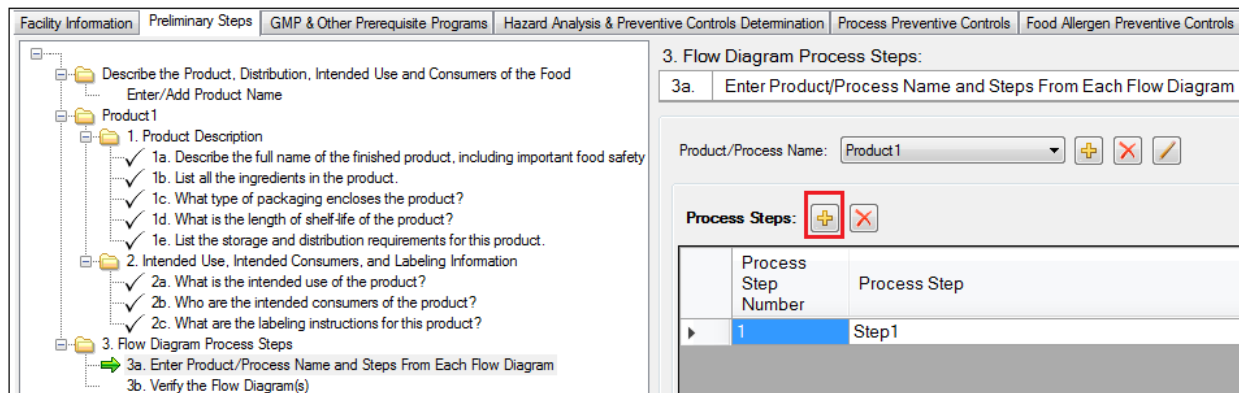 Facility Information Preliminary Steps GMP & Other Prerequisite Programs Hazard Analysis & Preventive Controls Determination Process Preventive Controls Food Allergen Preventive Controls
Describe the Product, Distribution, Intended Use and Consumers of the Food
Enter/Add Product Name
Product1
1. Product Description
1a. Describe the full name of the finished product, including important food safety
1b. List all the ingredients in the product.
1c. What type of packaging encloses the product?
1d. What is the length of shelf-life of the product?
1e. List the storage and distribution requirements for this product.
2. Intended Use, Intended Consumers, and Labeling Information
2a. What is the intended use of the product?
2b. Who are the intended consumers of the product?
2c. What are the labeling instructions for this product?
3. Flow Diagram Process Steps
3a. Enter Product/Process Name and Steps From Each Flow Diagram
3b. Verify the Flow Diagram(s)
3. Flow Diagram Process Steps:
3a. Enter Product/Process Name and Steps From Each Flow Diagram
Product/Process Name: Product1
Process Steps:
Process
Step
Number
Process Step
1 Step1